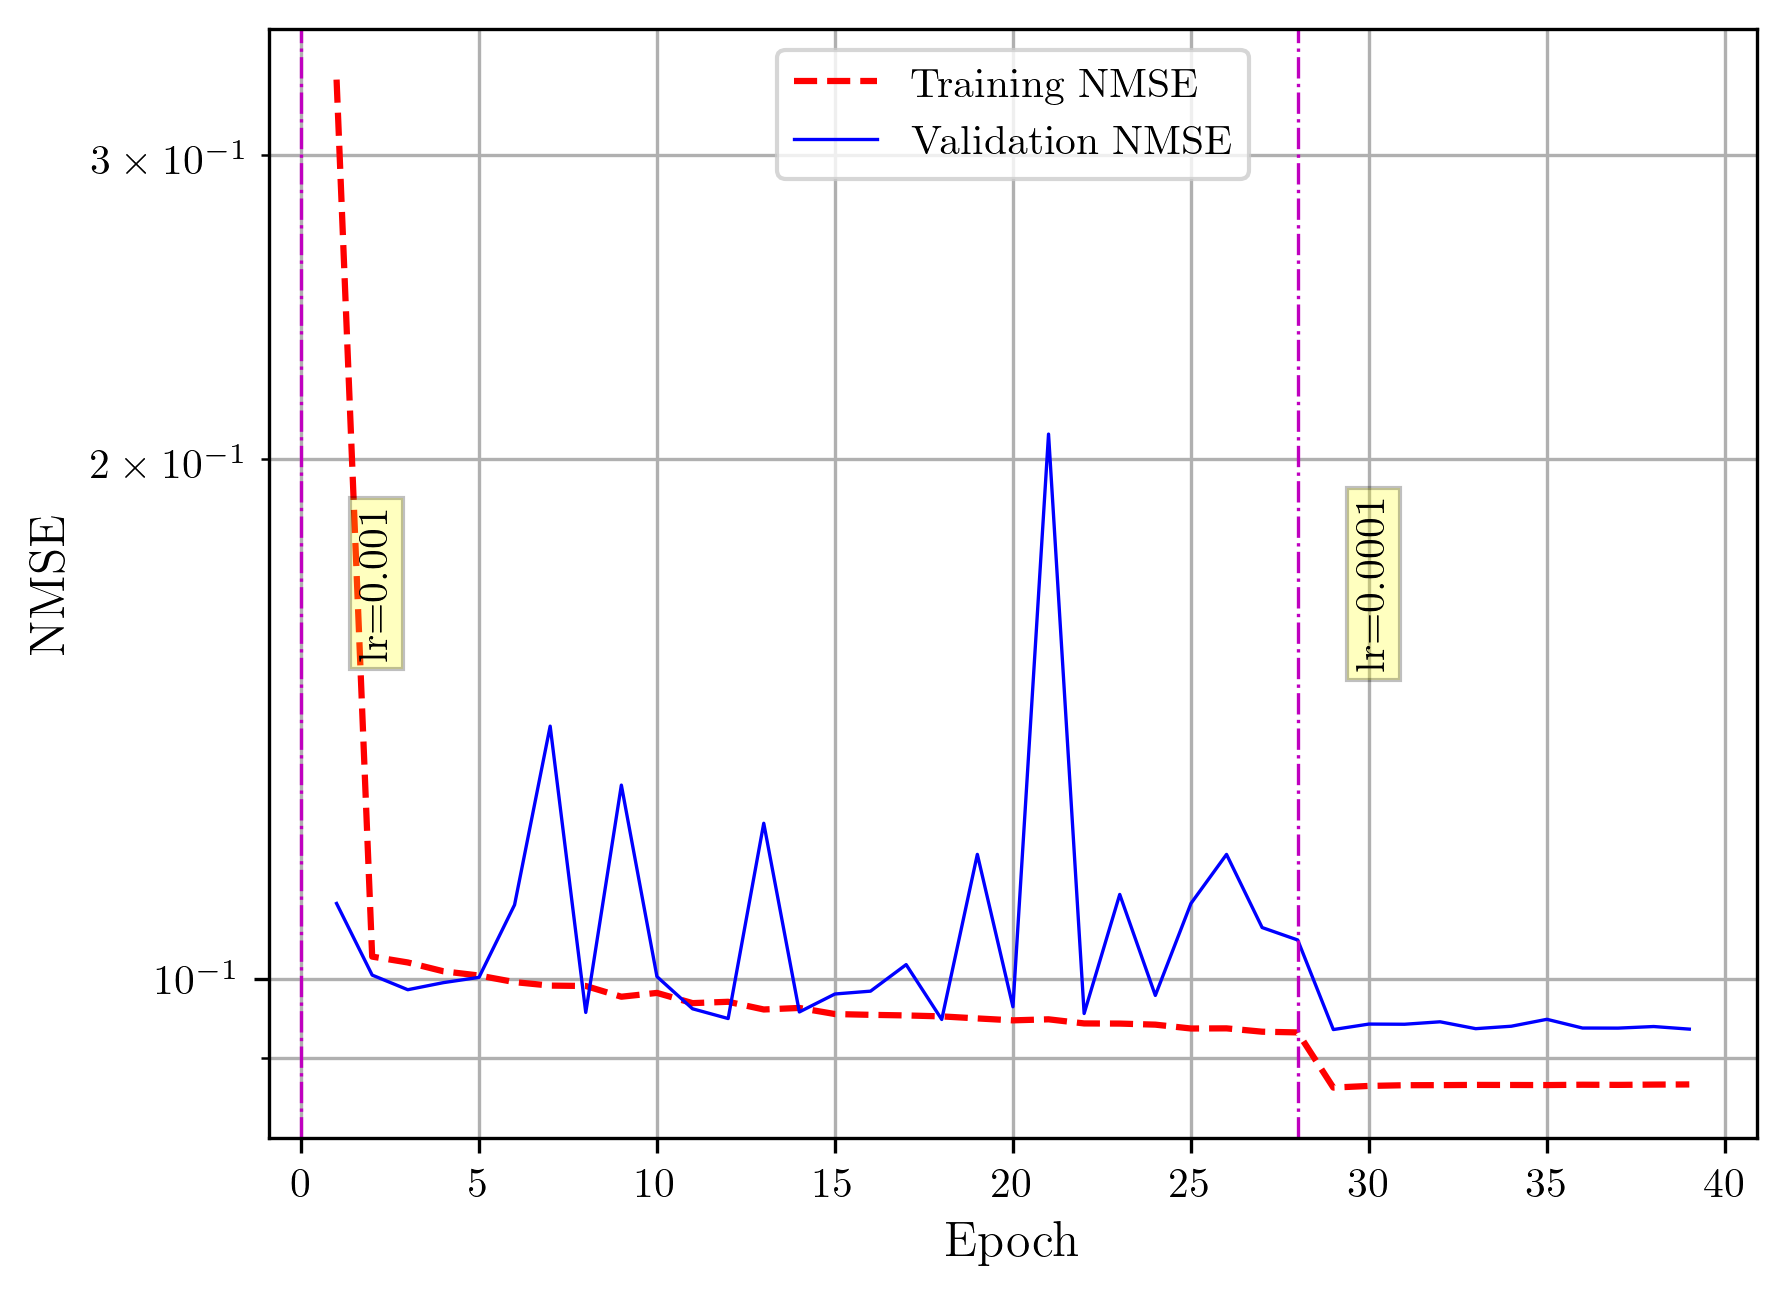 Training NMSE
Validation NMSE
3 × 10⁻¹
2 × 10⁻¹
10⁻¹
NMSE
lr=0.001
lr=0.0001
0 5 10 15 20 25 30 35 40
Epoch